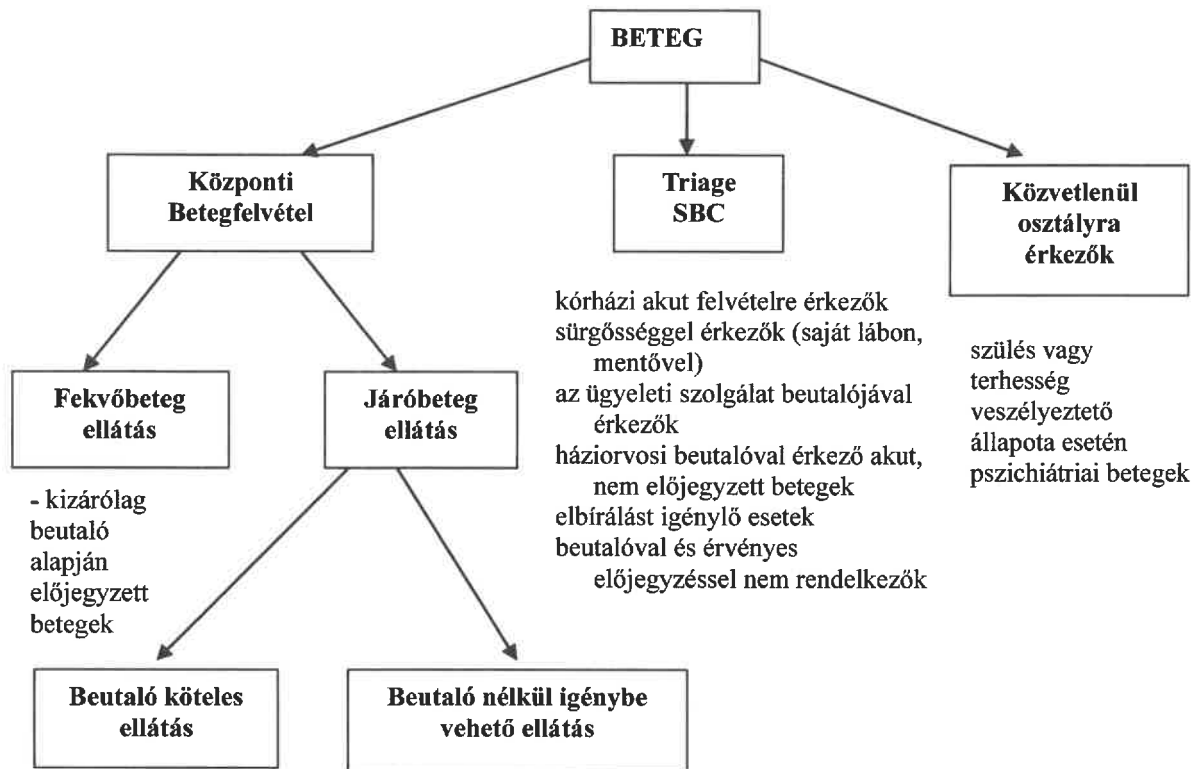 BETEG
Központi
Betegfelvétel
Triage
SBC
Közvetlenül
osztályra
érkezők
Fekvőbeteg
ellátás
- kizárólag
beutaló
alapján
előjegyzett
betegek
Járóbeteg
ellátás
kórházi akut felvételre érkezők
sürgősséggel érkezők (saját lábon,
mentővel)
az ügyeleti szolgálat beutalójával
érkezők
háziorvosi beutalóval érkező akut,
nem előjegyzett betegek
elbírálást igénylő esetek
beutalóval és érvényes
előjegyzéssel nem rendelkezők
szülés vagy
terhesség
veszélyeztető
állapota esetén
pszichiátriai betegek
Beutaló köteles
ellátás
Beutaló nélkül igénybe
vehető ellátás